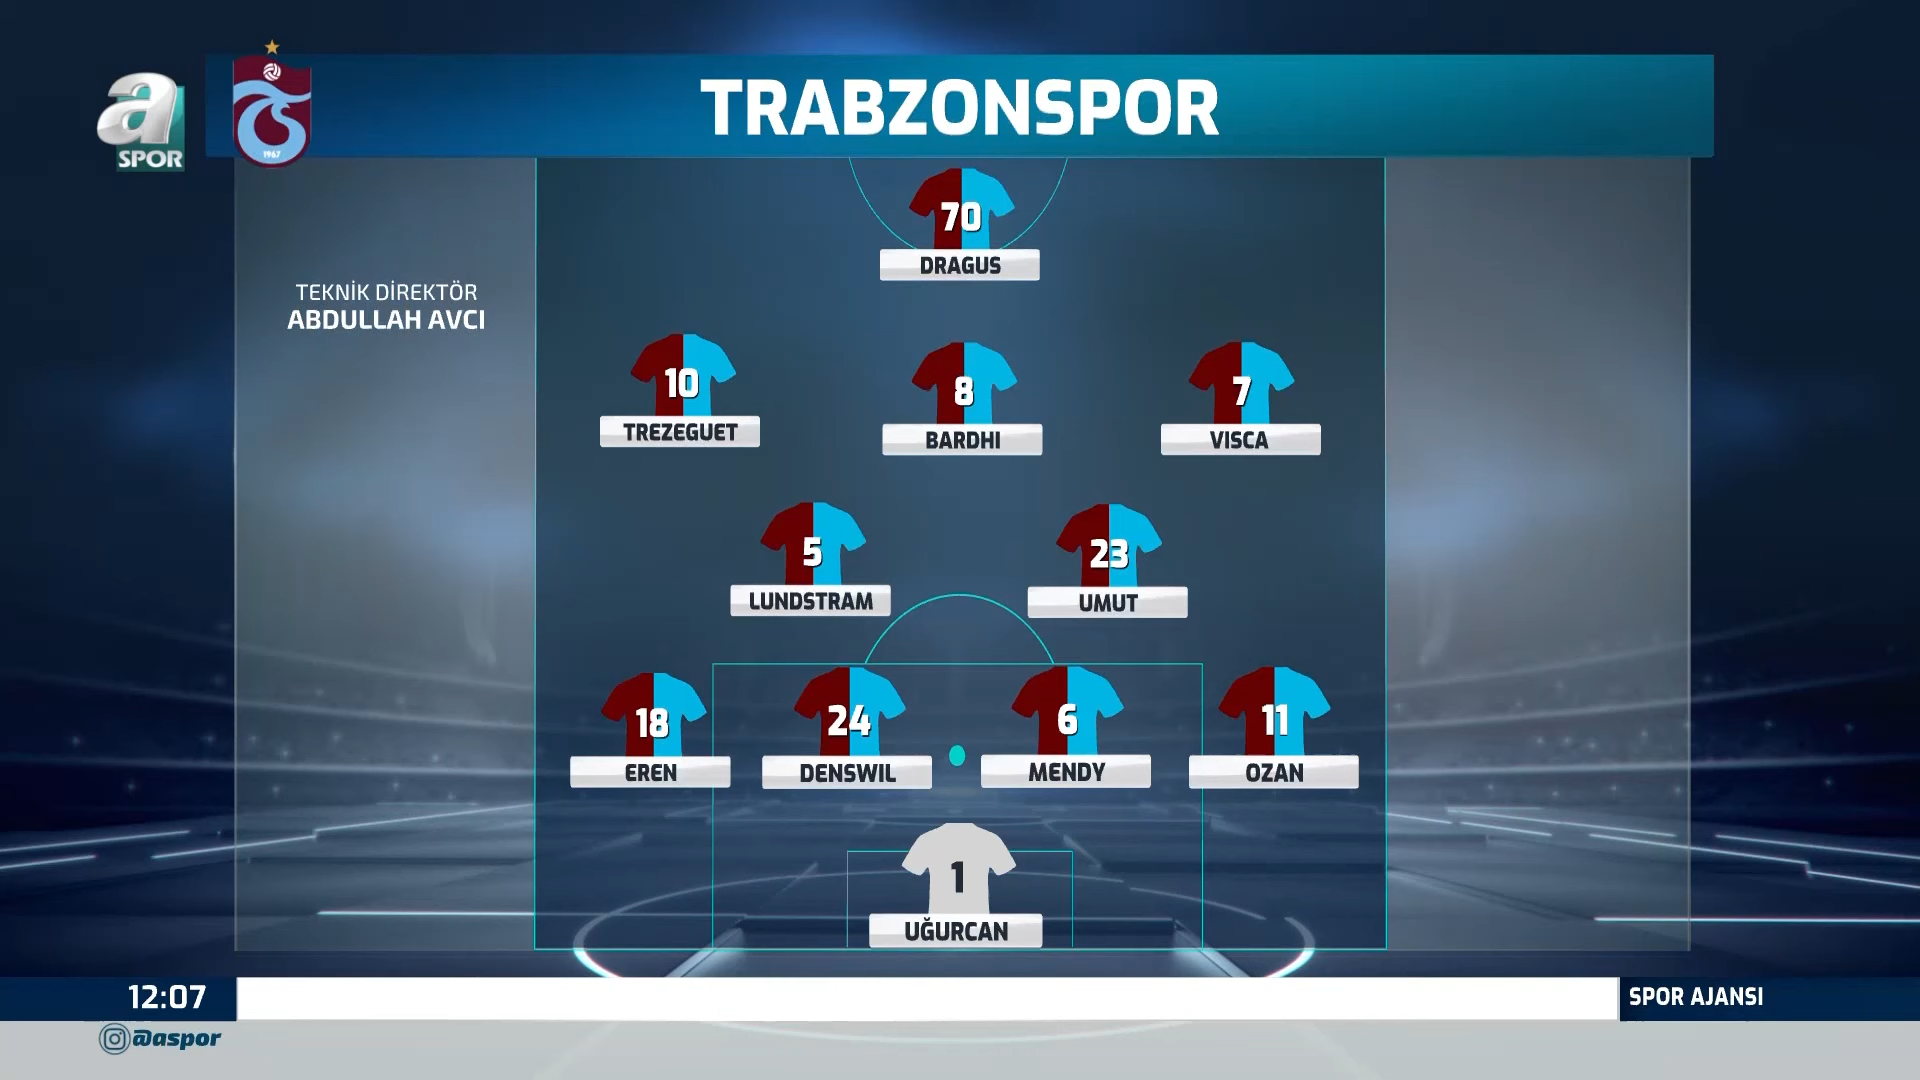 TRABZONSPOR
a
SPOR
1967
TEKNİK DİREKTÖR
ABDULLAH AVCI
70
DRAGUS
10
TREZEGUET
8
BARDHI
7
VISCA
5
LUNDSTRAM
23
UMUT
18
EREN
24
DENSWIL
6
MENDY
11
OZAN
1
UĞURCAN
12:07
SPOR AJANSI
@aspor